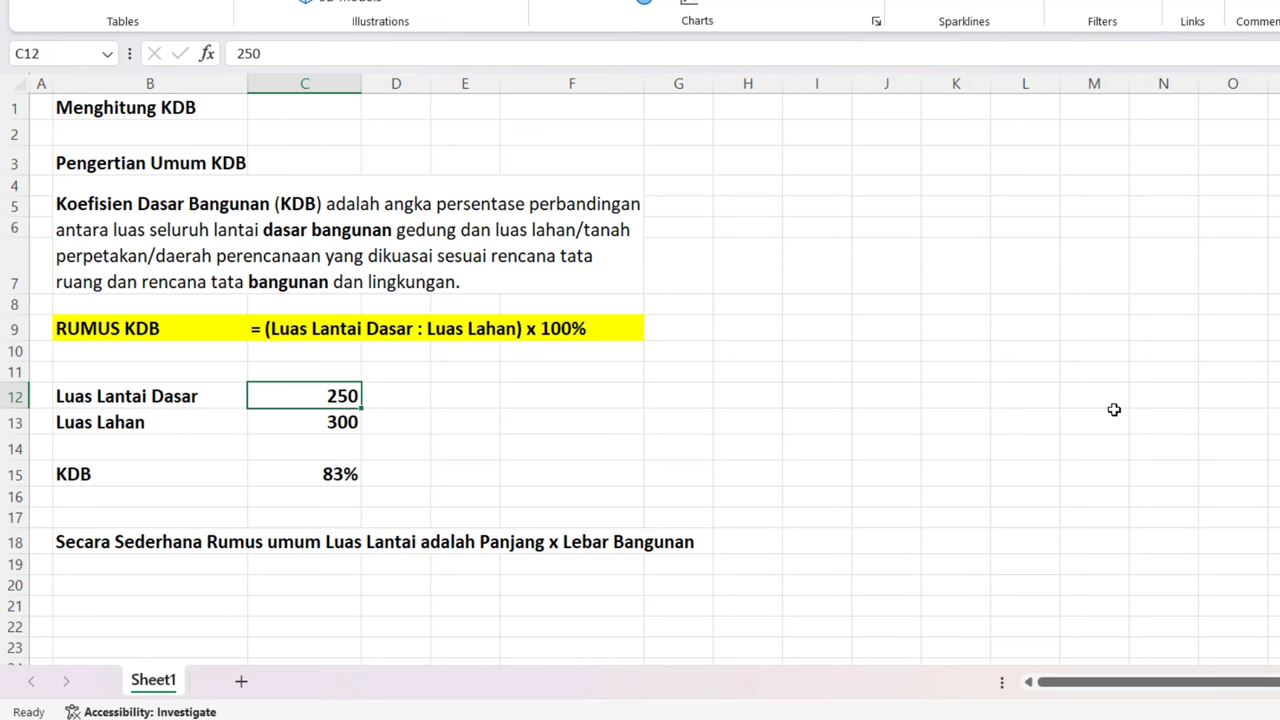 Tables Illustrations Charts Sparklines Filters Links Commen
C12 fx 250
A B C D E F G H I J K L M N O
1 Menghitung KDB
2
3 Pengertian Umum KDB
4
5 Koefisien Dasar Bangunan (KDB) adalah angka persentase perbandingan
6 antara luas seluruh lantai dasar bangunan gedung dan luas lahan/tanah
perpetakan/daerah perencanaan yang dikuasai sesuai rencana tata
7 ruang dan rencana tata bangunan dan lingkungan.
8
9 RUMUS KDB = (Luas Lantai Dasar : Luas Lahan) x 100%
10
11
12 Luas Lantai Dasar 250
13 Luas Lahan 300
14
15 KDB 83%
16
17
18 Secara Sederhana Rumus umum Luas Lantai adalah Panjang x Lebar Bangunan
19
20
21
22
23
Sheet1
Ready Accessibility: Investigate